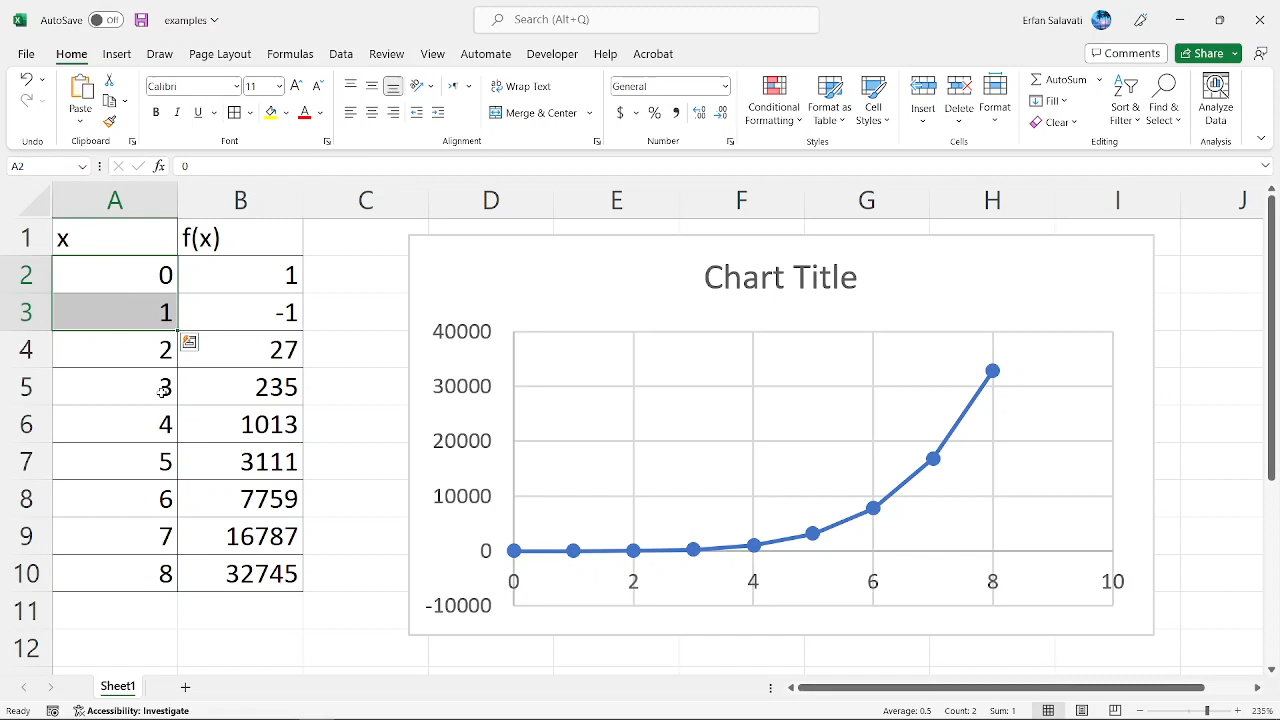 AutoSave Off examples Search (Alt+Q) Erfan Salavati
File Home Insert Draw Page Layout Formulas Data Review View Automate Developer Help Acrobat Comments Share
Paste Calibri 11 Wrap Text General Conditional Formatting Format as Table Cell Styles Insert Delete Format AutoSum Sort & Filter Find & Select Analyze Data
B I U A Merge & Center $ % , Fill
Clear
Undo Clipboard Font Alignment Number Styles Cells Editing Analysis
A2 fx 0
A B C D E F G H I J
1 x f(x)
2 0 1
3 1 -1
4 2 27
5 3 235
6 4 1013
7 5 3111
8 6 7759
9 7 16787
10 8 32745
11
12
Chart Title
40000
30000
20000
10000
0
-10000
0 2 4 6 8 10
Sheet1
Ready Accessibility: Investigate Average: 0.5 Count: 2 Sum: 1 235%